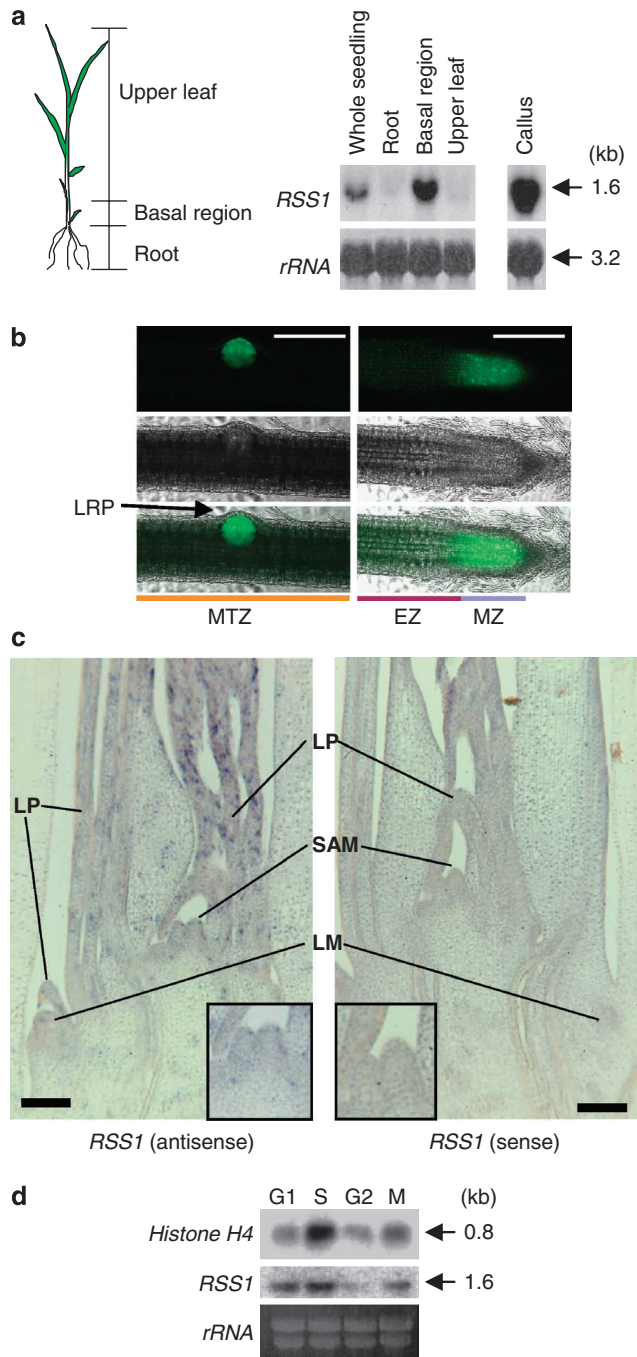 a
Upper leaf
Basal region
Root
Whole seedling
Root
Basal region
Upper leaf
Callus
(kb)
RSS1
1.6
rRNA
3.2
b
LRP
MTZ
EZ
MZ
c
LP
LP
SAM
LM
RSS1 (antisense)
RSS1 (sense)
d
G1 S G2 M (kb)
Histone H4
0.8
RSS1
1.6
rRNA